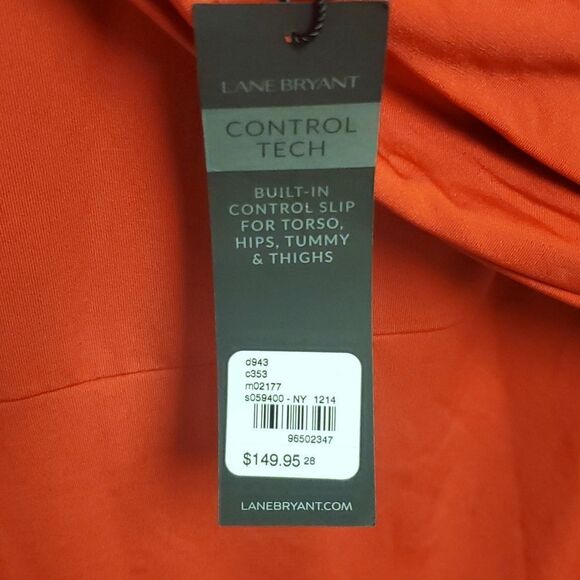 LANE BRYANT
CONTROL
TECH
BUILT-IN
CONTROL SLIP
FOR TORSO,
HIPS, TUMMY
& THIGHS
d943
c353
m02177
s059400 - NY 1214
96502347
$149.95 28
LANEBRYANT.COM